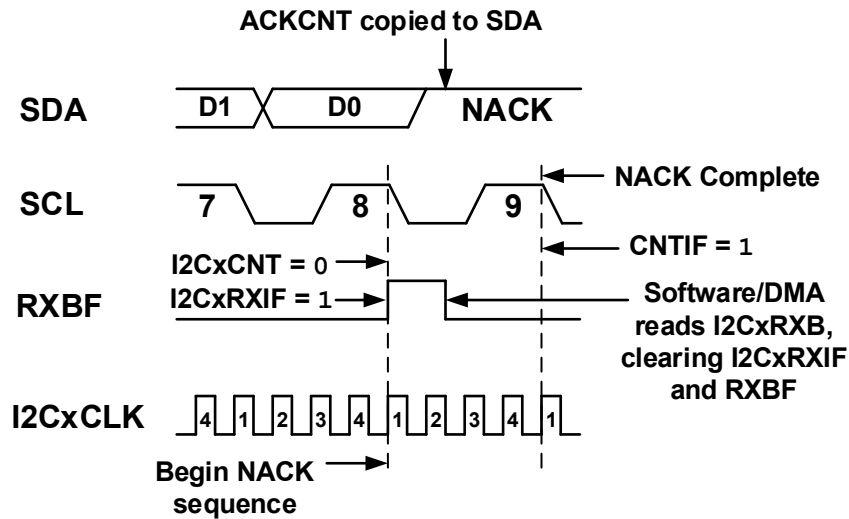 ACKCNT copied to SDA
SDA
D1
D0
NACK
SCL
7
8
9
NACK Complete
I2CxCNT = 0
CNTIF = 1
RXBF
I2CxRXIF = 1
Software/DMA
reads I2CxRXB,
clearing I2CxRXIF
and RXBF
I2CxCLK
4 1 2 3 4 1 2 3 4 1
Begin NACK
sequence